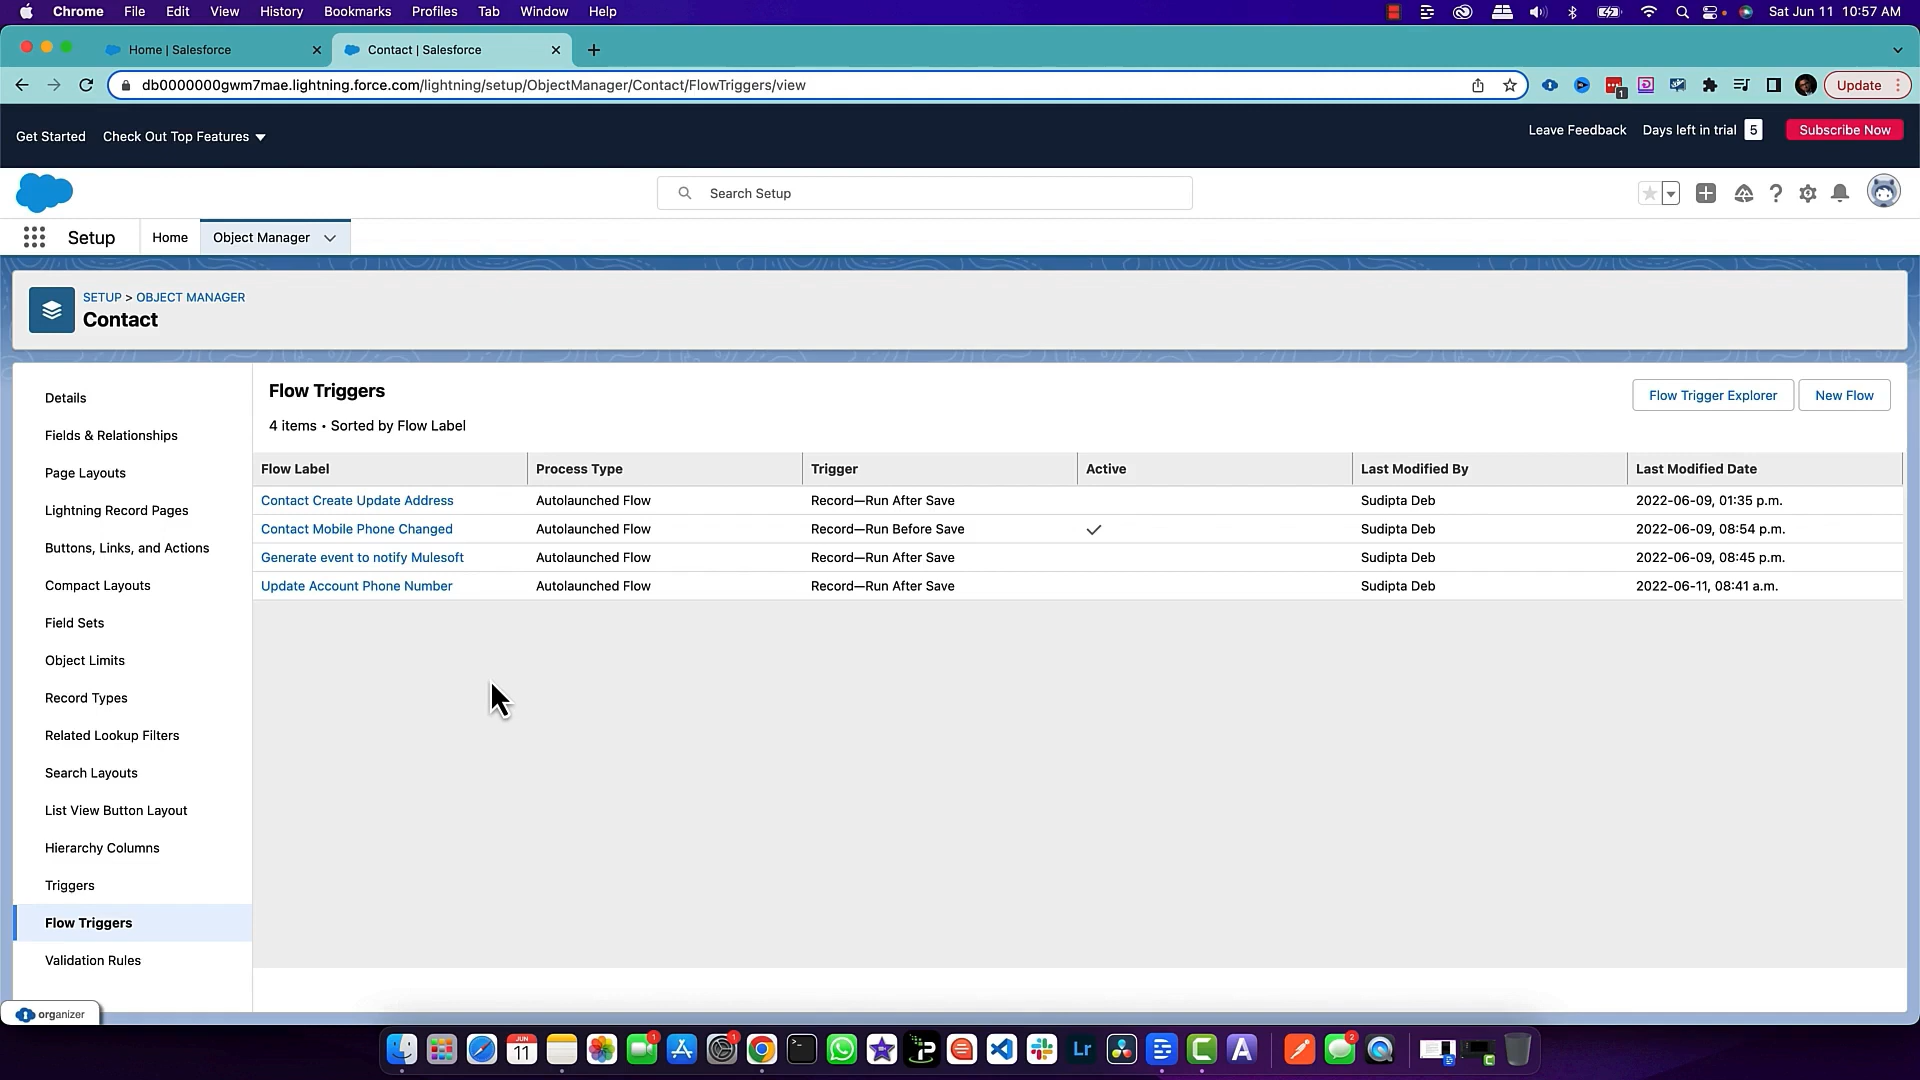 Chrome File Edit View History Bookmarks Profiles Tab Window Help Sat Jun 11 10:57 AM
Home | Salesforce Contact | Salesforce
db0000000gwm7mae.lightning.force.com/lightning/setup/ObjectManager/Contact/FlowTriggers/view 1 Update
Get Started Check Out Top Features Leave Feedback Days left in trial 5 Subscribe Now
Search Setup
Setup Home Object Manager
SETUP > OBJECT MANAGER
Contact
Details
Fields & Relationships
Page Layouts
Lightning Record Pages
Buttons, Links, and Actions
Compact Layouts
Field Sets
Object Limits
Record Types
Related Lookup Filters
Search Layouts
List View Button Layout
Hierarchy Columns
Triggers
Flow Triggers
Validation Rules
Flow Triggers
4 items • Sorted by Flow Label
Flow Trigger Explorer New Flow
Flow Label Process Type Trigger Active Last Modified By Last Modified Date
Contact Create Update Address Autolaunched Flow Record—Run After Save Sudipta Deb 2022-06-09, 01:35 p.m.
Contact Mobile Phone Changed Autolaunched Flow Record—Run Before Save Sudipta Deb 2022-06-09, 08:54 p.m.
Generate event to notify Mulesoft Autolaunched Flow Record—Run After Save Sudipta Deb 2022-06-09, 08:45 p.m.
Update Account Phone Number Autolaunched Flow Record—Run After Save Sudipta Deb 2022-06-11, 08:41 a.m.
organizer
JUN
11 1 1 Lr 2